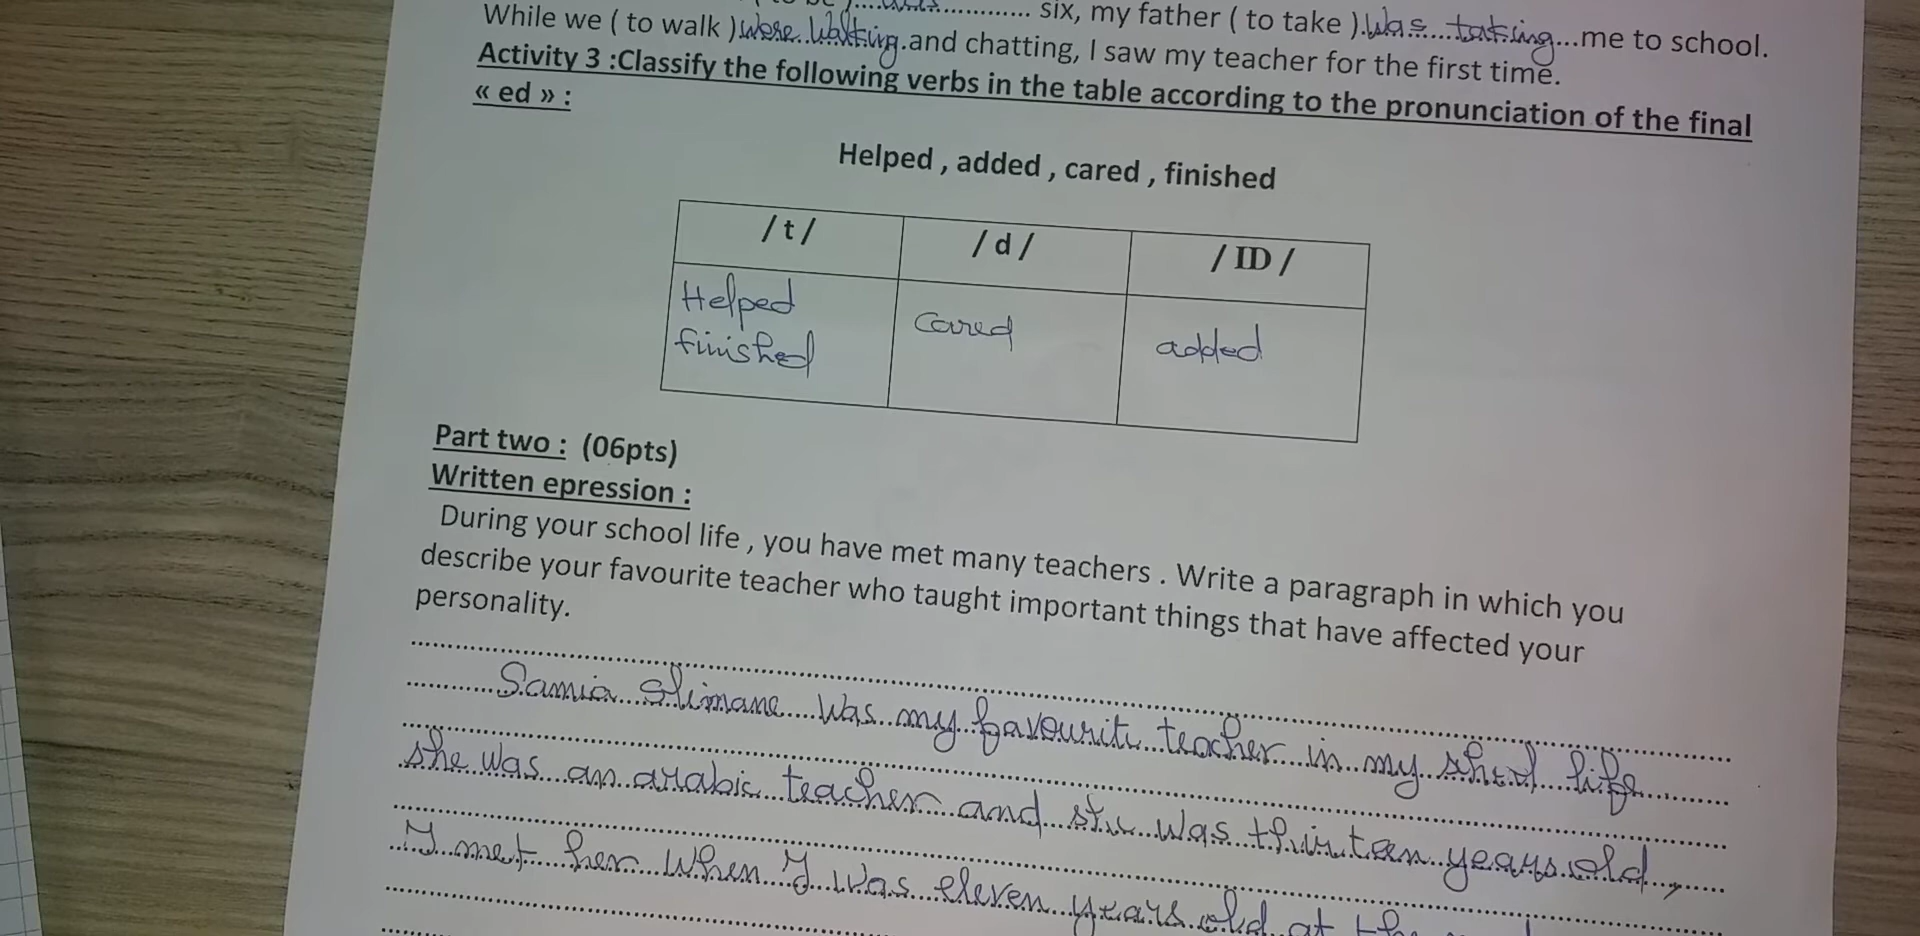 six, my father ( to take ).was...taking...me to school.
While we ( to walk )were..walking.and chatting, I saw my teacher for the first time.
Activity 3 :Classify the following verbs in the table according to the pronunciation of the final
« ed » :
Helped , added , cared , finished
/ t / / d / / ID /
Helped cared added
finished
Part two : (06pts)
Written epression :
During your school life , you have met many teachers . Write a paragraph in which you
describe your favourite teacher who taught important things that have affected your
personality.
Samia Slimane was my favourite teacher in my life
she was an arabic teacher and she was years old,
I met her when I was eleven years old at